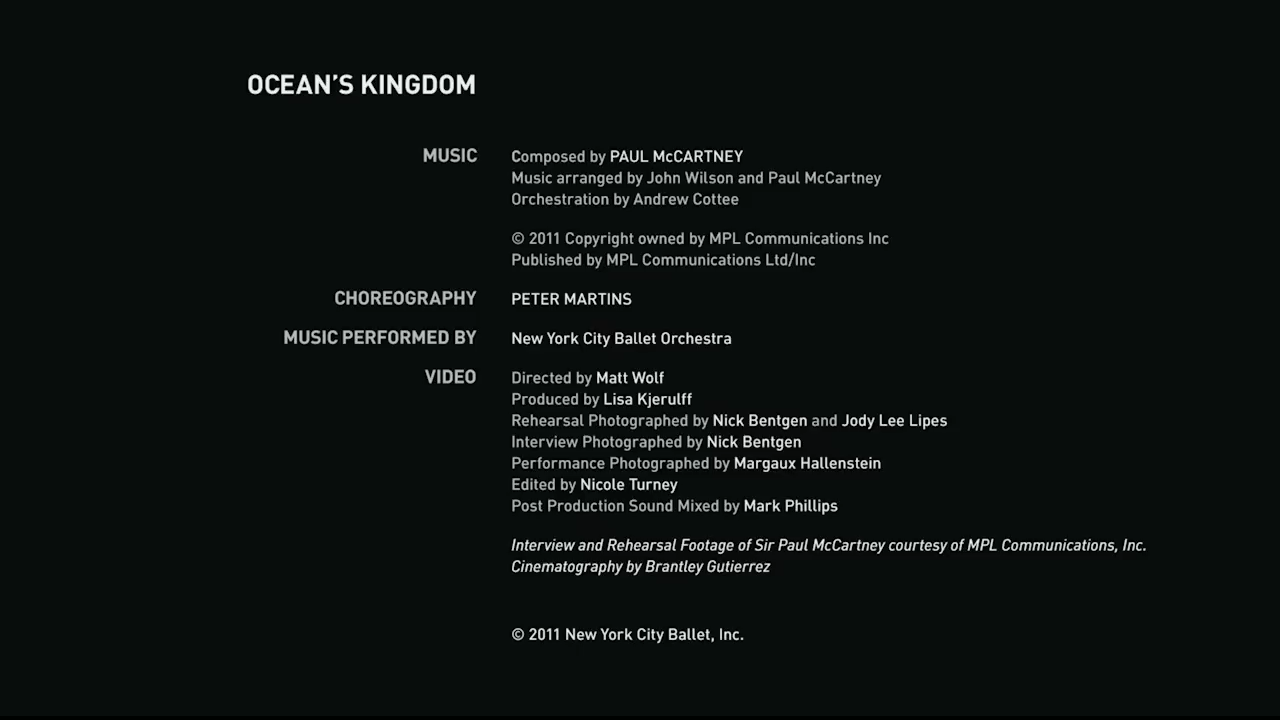 OCEAN'S KINGDOM
MUSIC
Composed by PAUL McCARTNEY
Music arranged by John Wilson and Paul McCartney
Orchestration by Andrew Cottee
© 2011 Copyright owned by MPL Communications Inc
Published by MPL Communications Ltd/Inc
CHOREOGRAPHY
PETER MARTINS
MUSIC PERFORMED BY
New York City Ballet Orchestra
VIDEO
Directed by Matt Wolf
Produced by Lisa Kjerulff
Rehearsal Photographed by Nick Bentgen and Jody Lee Lipes
Interview Photographed by Nick Bentgen
Performance Photographed by Margaux Hallenstein
Edited by Nicole Turney
Post Production Sound Mixed by Mark Phillips
Interview and Rehearsal Footage of Sir Paul McCartney courtesy of MPL Communications, Inc.
Cinematography by Brantley Gutierrez
© 2011 New York City Ballet, Inc.